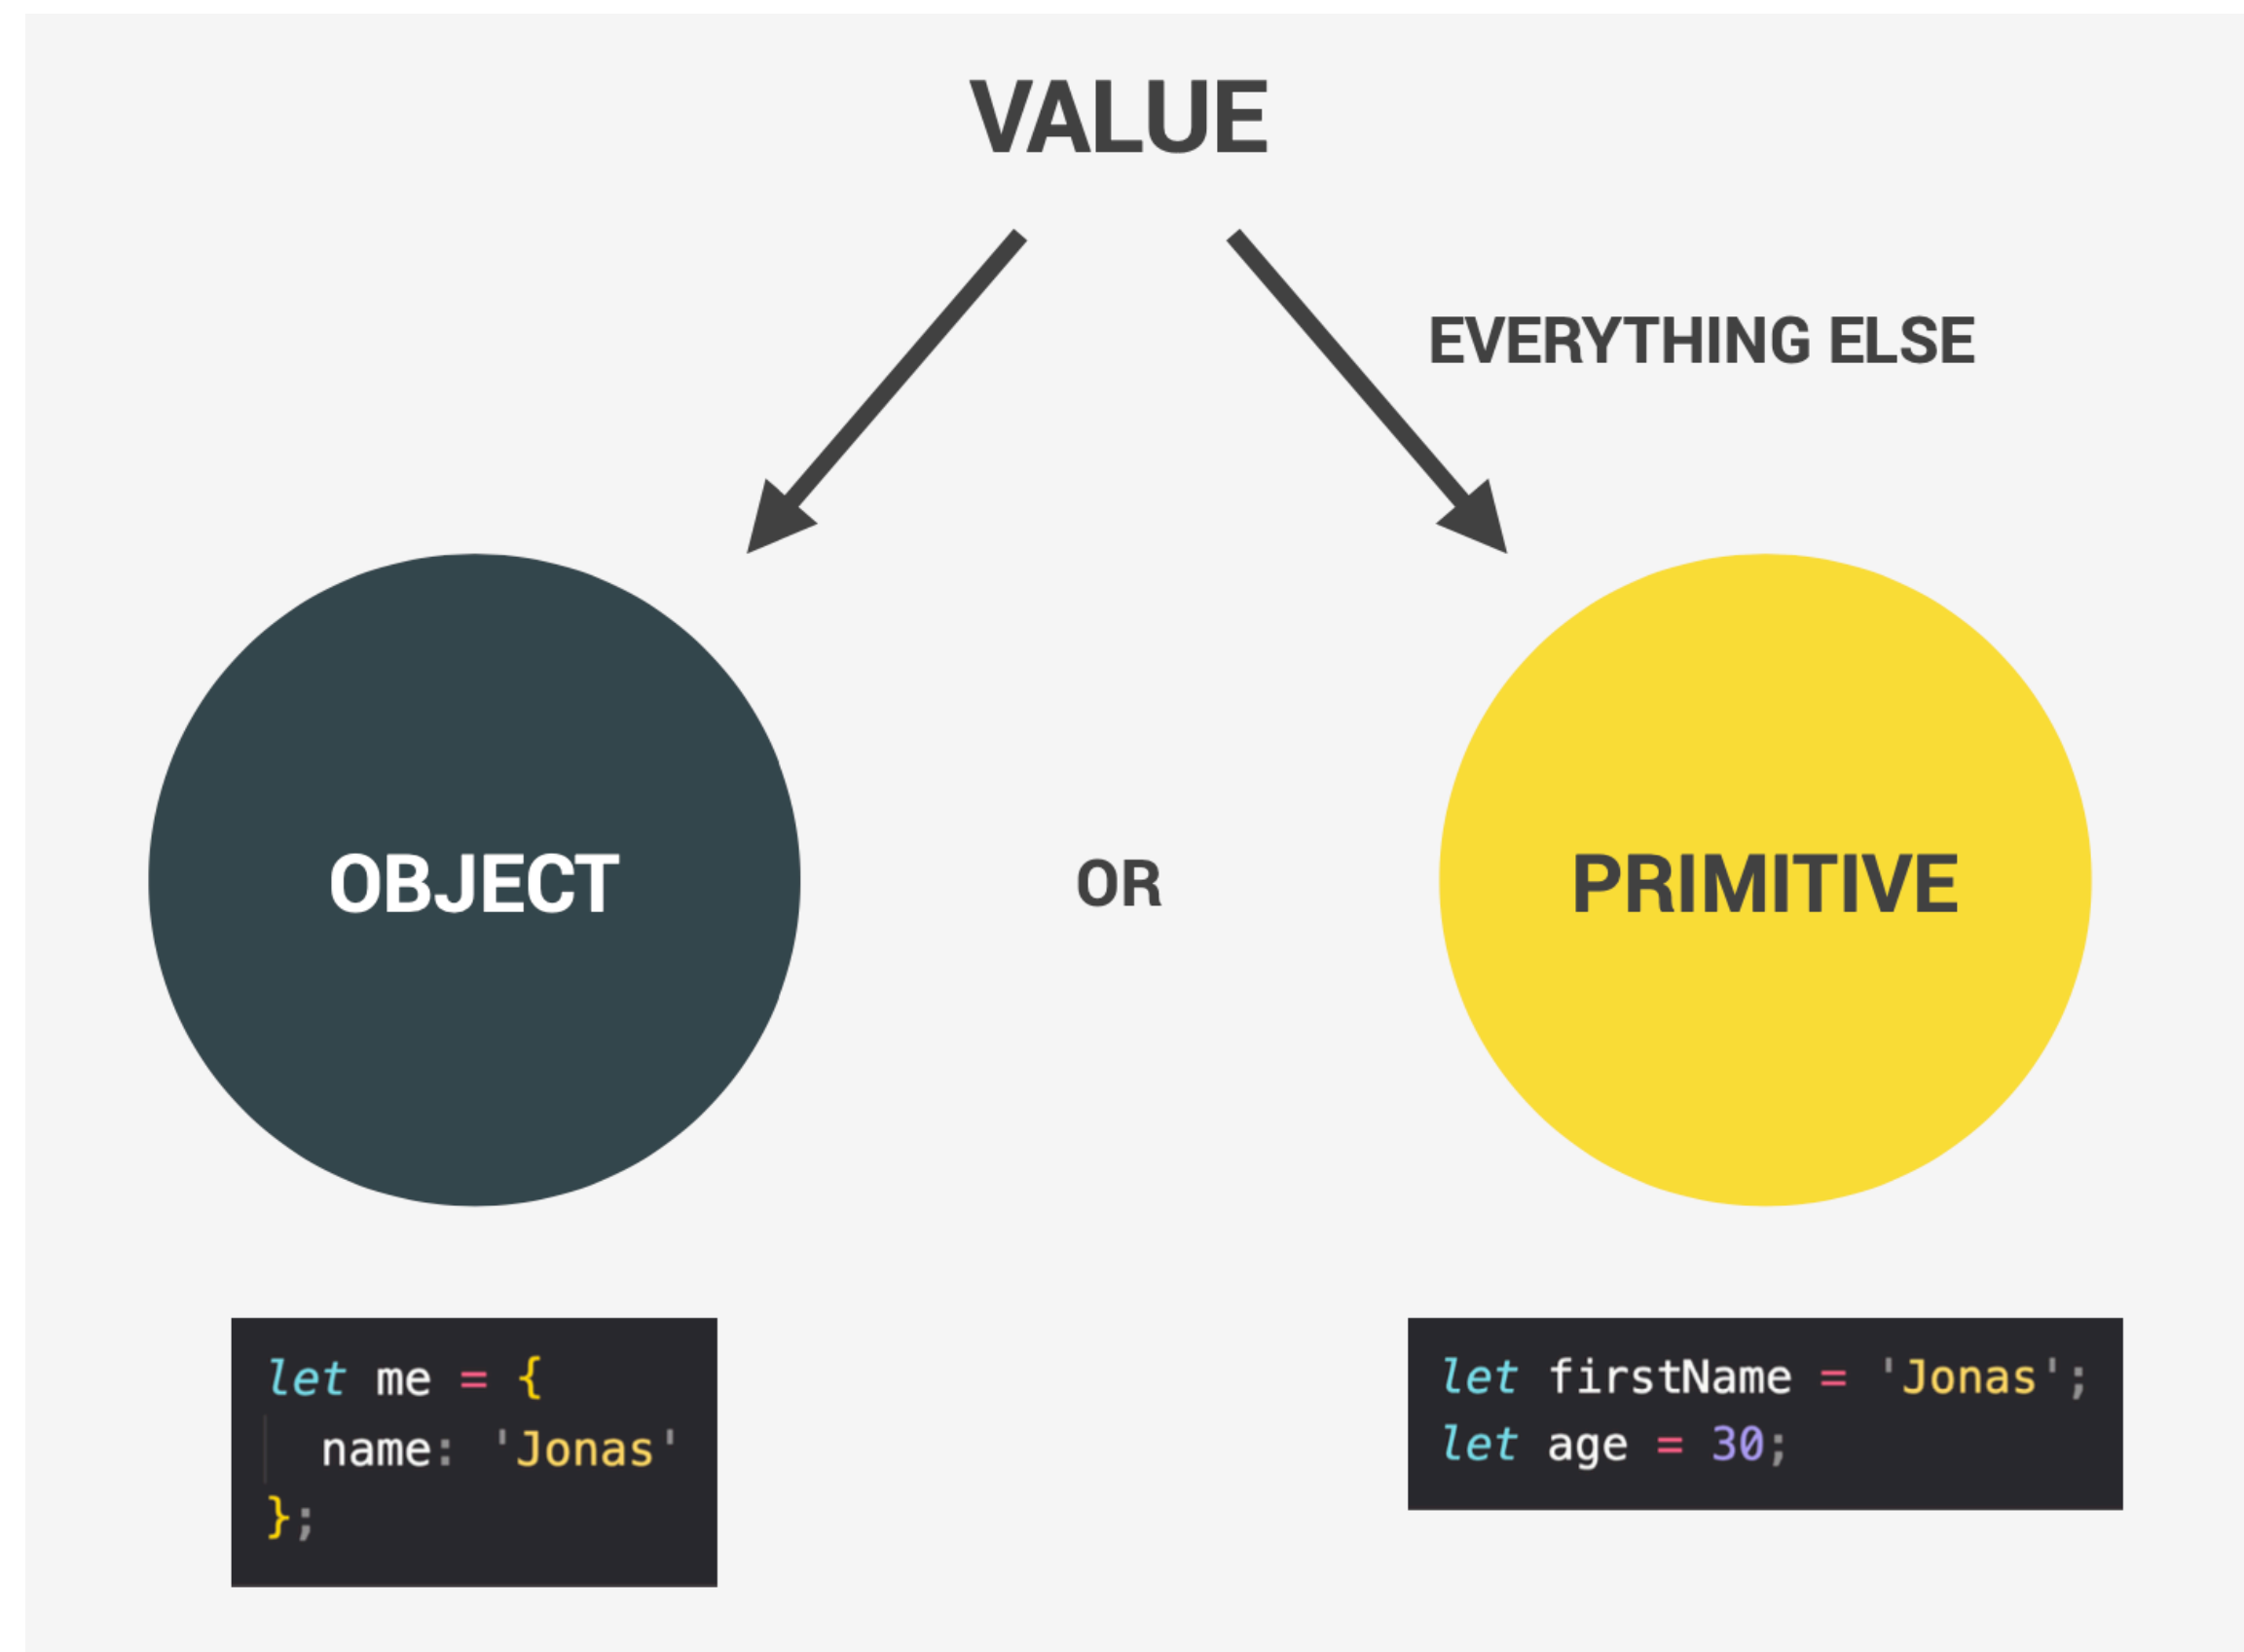 VALUE
EVERYTHING ELSE
OBJECT
OR
PRIMITIVE
let me = {
  name: 'Jonas'
};
let firstName = 'Jonas';
let age = 30;